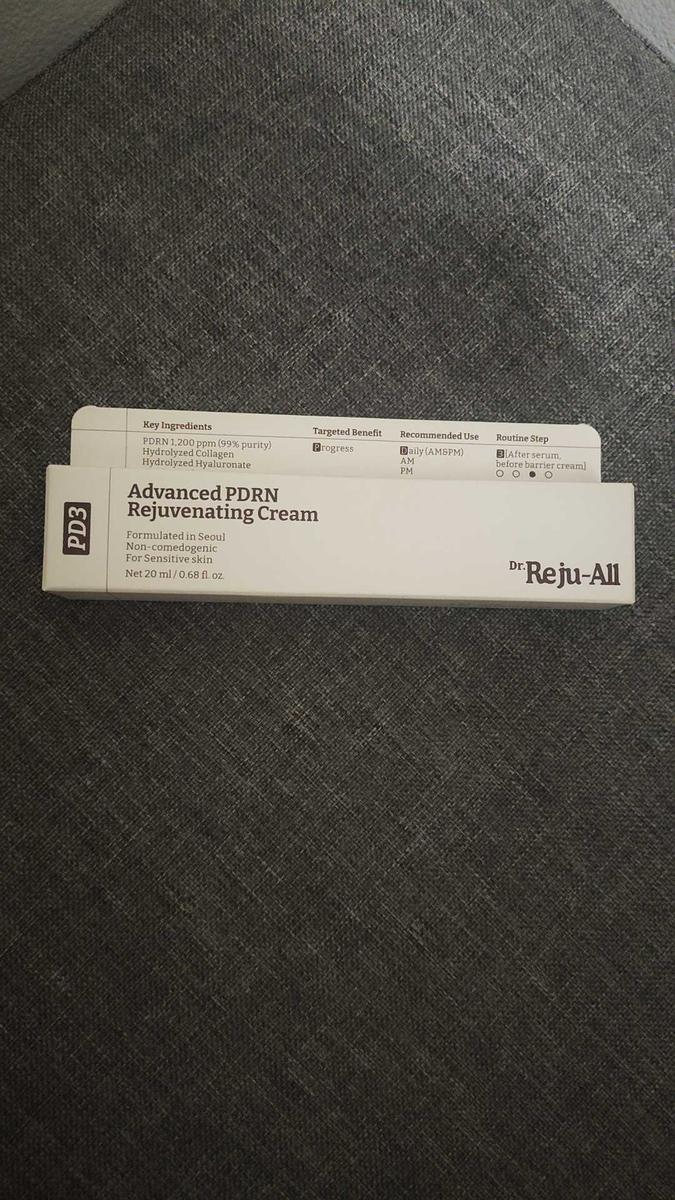 Key Ingredients
PDRN 1,200 ppm (99% purity)
Hydrolyzed Collagen
Hydrolyzed Hyaluronate
Targeted Benefit
Progress
Recommended Use
Daily (AM&PM)
AM
PM
Routine Step
3[After serum,
before barrier cream]
PD3
Advanced PDRN
Rejuvenating Cream
Formulated in Seoul
Non-comedogenic
For Sensitive skin
Net 20 ml / 0.68 fl. oz.
Dr.Reju-All